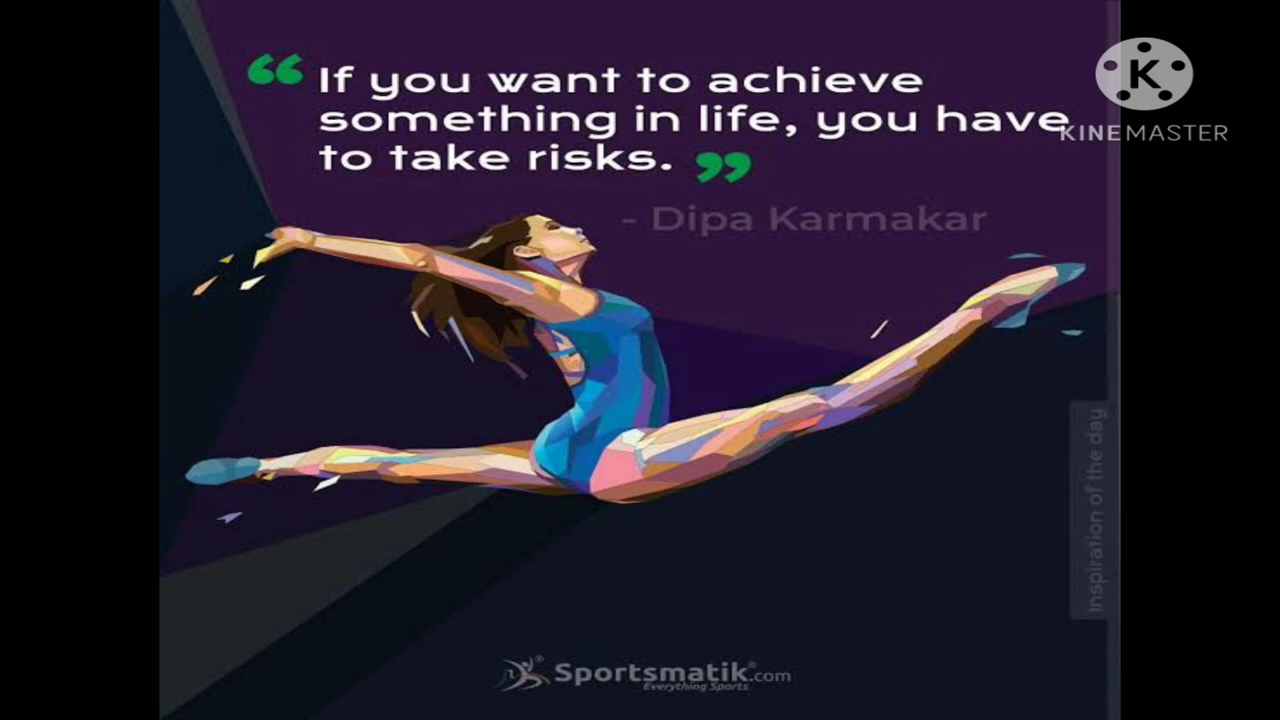 “ If you want to achieve
something in life, you have
to take risks. ”
- Dipa Karmakar
K
KINEMASTER
inspiration of the day
Sportsmatik®.com
Everything Sports